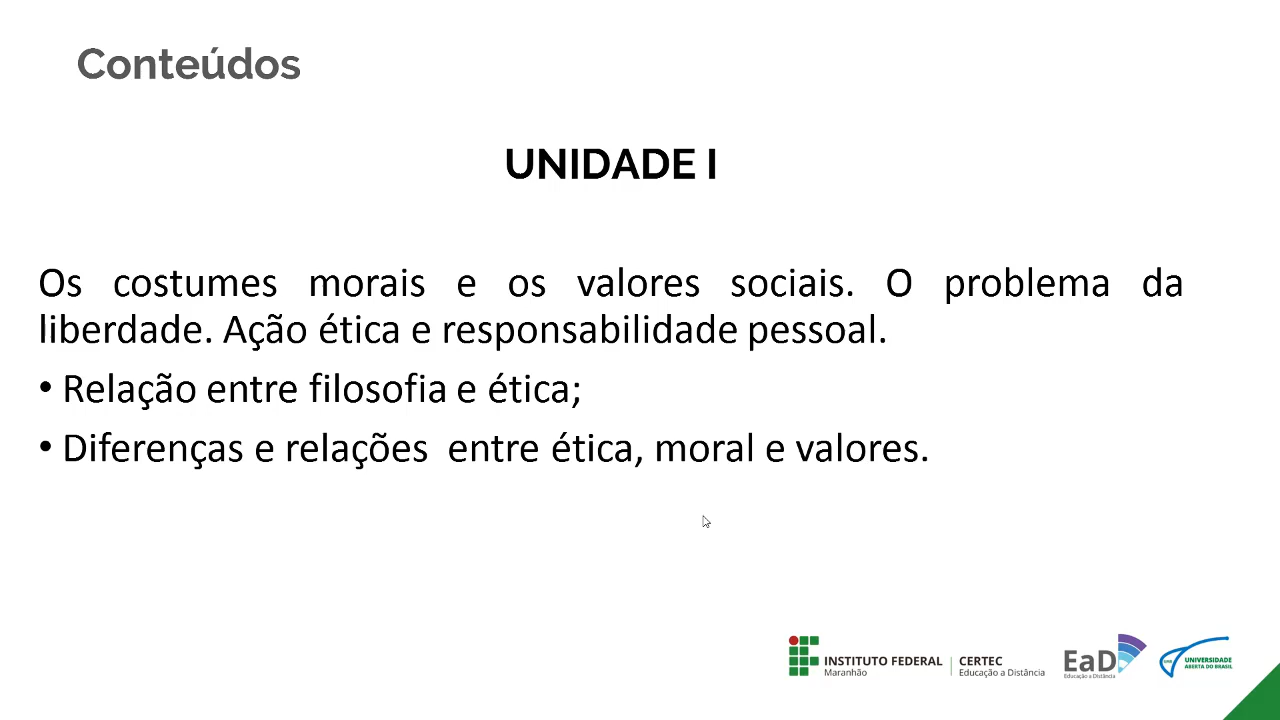 Conteúdos
UNIDADE I
Os costumes morais e os valores sociais. O problema da
liberdade. Ação ética e responsabilidade pessoal.
• Relação entre filosofia e ética;
• Diferenças e relações entre ética, moral e valores.
INSTITUTO FEDERAL
Maranhão
CERTEC
Educação a Distância
EaD
Educação a Distância
UNIVERSIDADE
ABERTA DO BRASIL